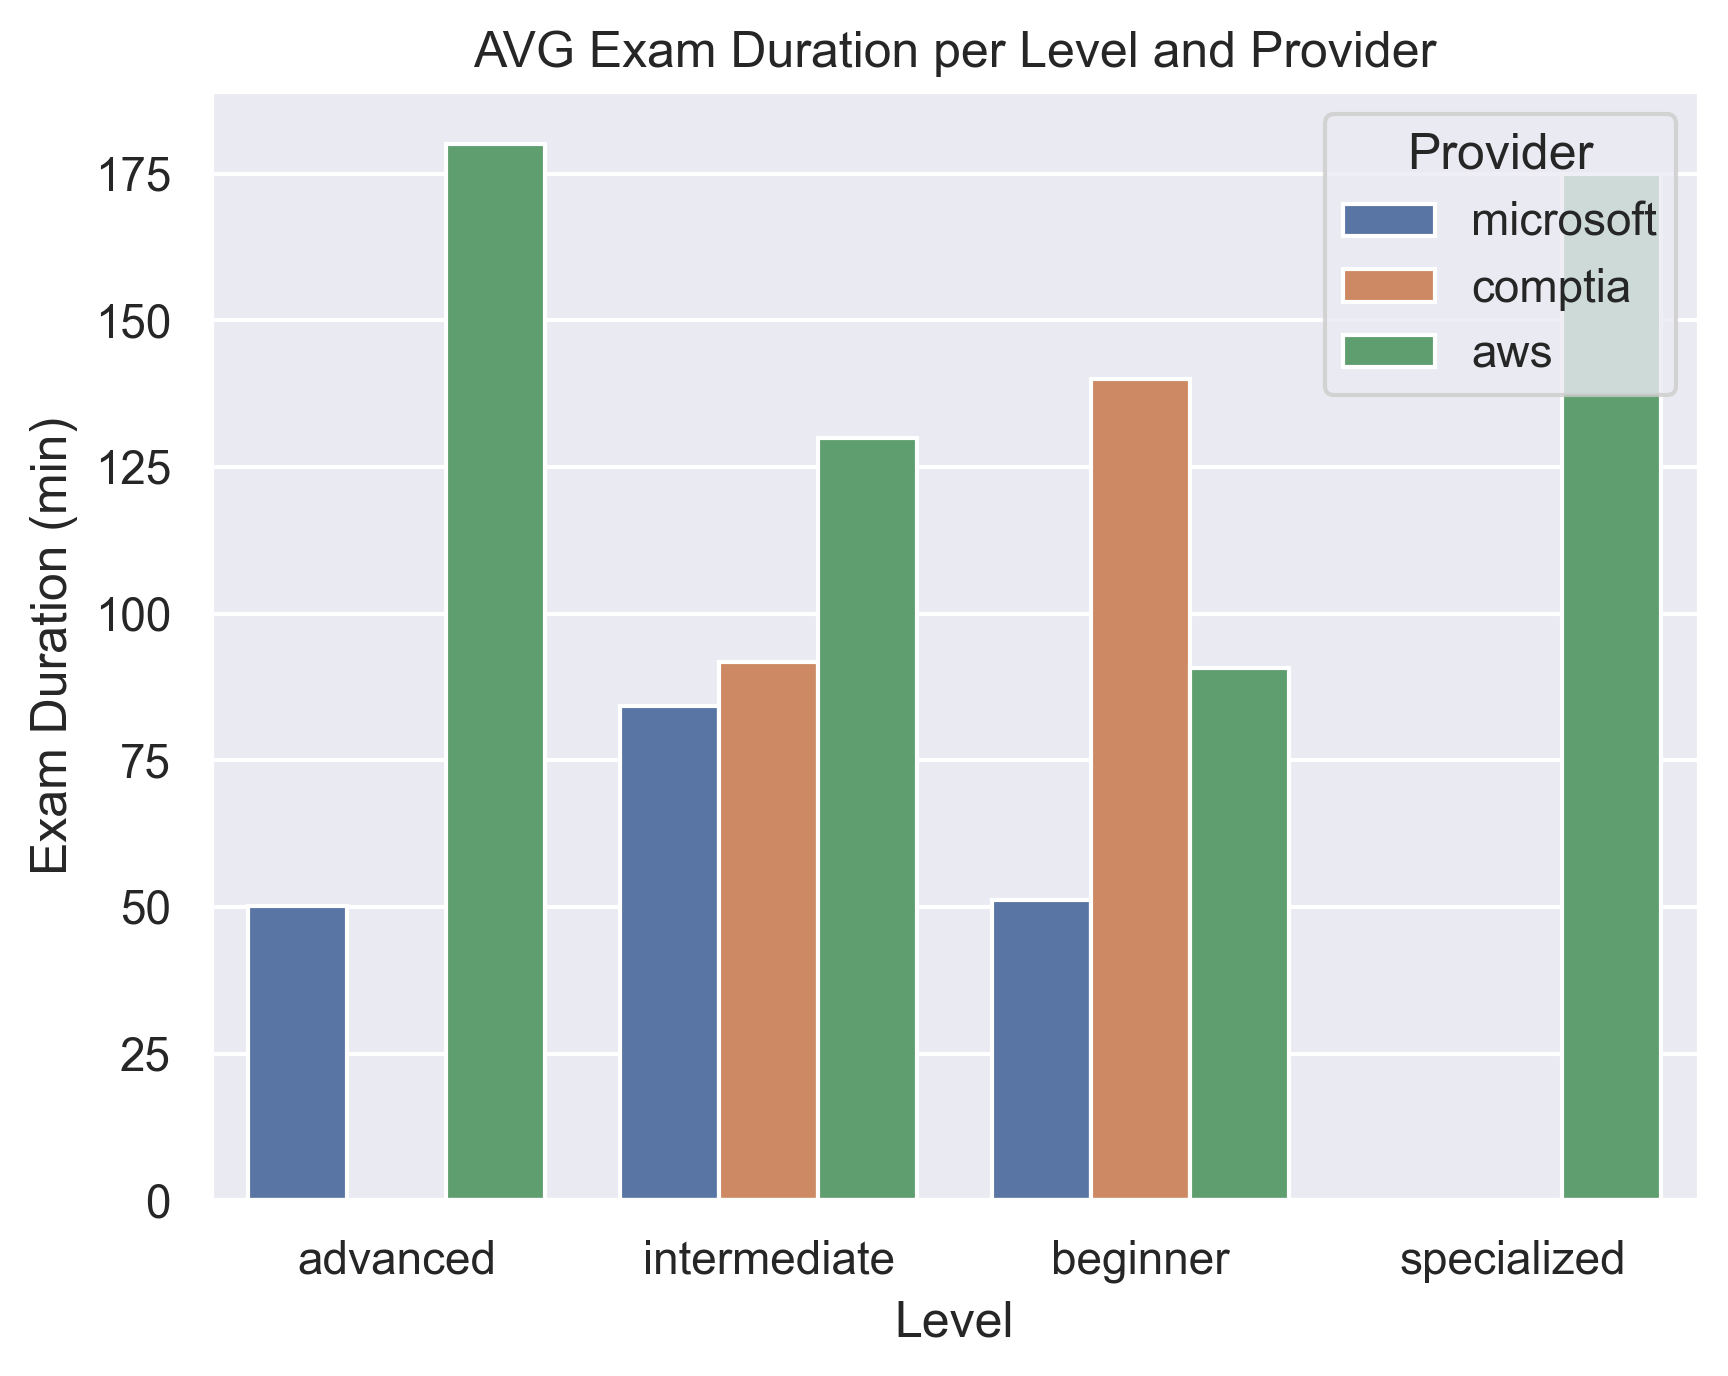 AVG Exam Duration per Level and Provider
Exam Duration (min)
175
150
125
100
75
50
25
0
Provider
microsoft
comptia
aws
advanced
intermediate
beginner
specialized
Level